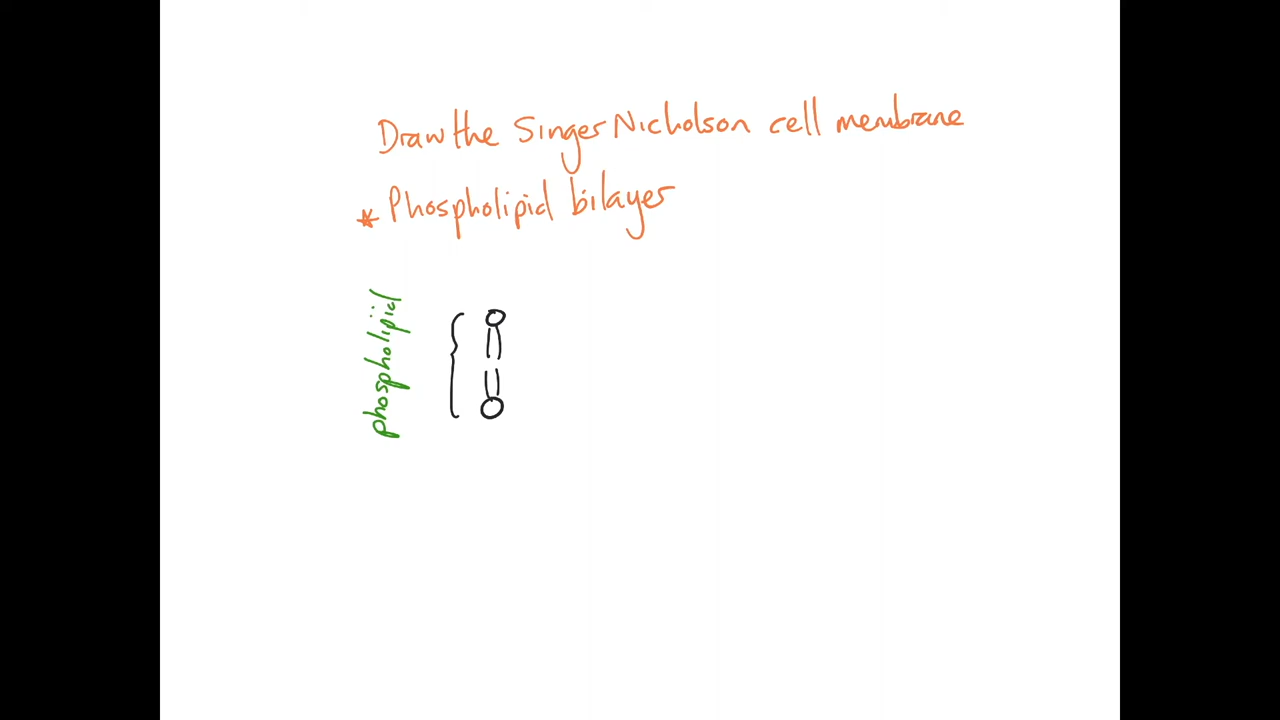 Draw the Singer Nicholson cell membrane
* Phospholipid bilayer
phospholipid